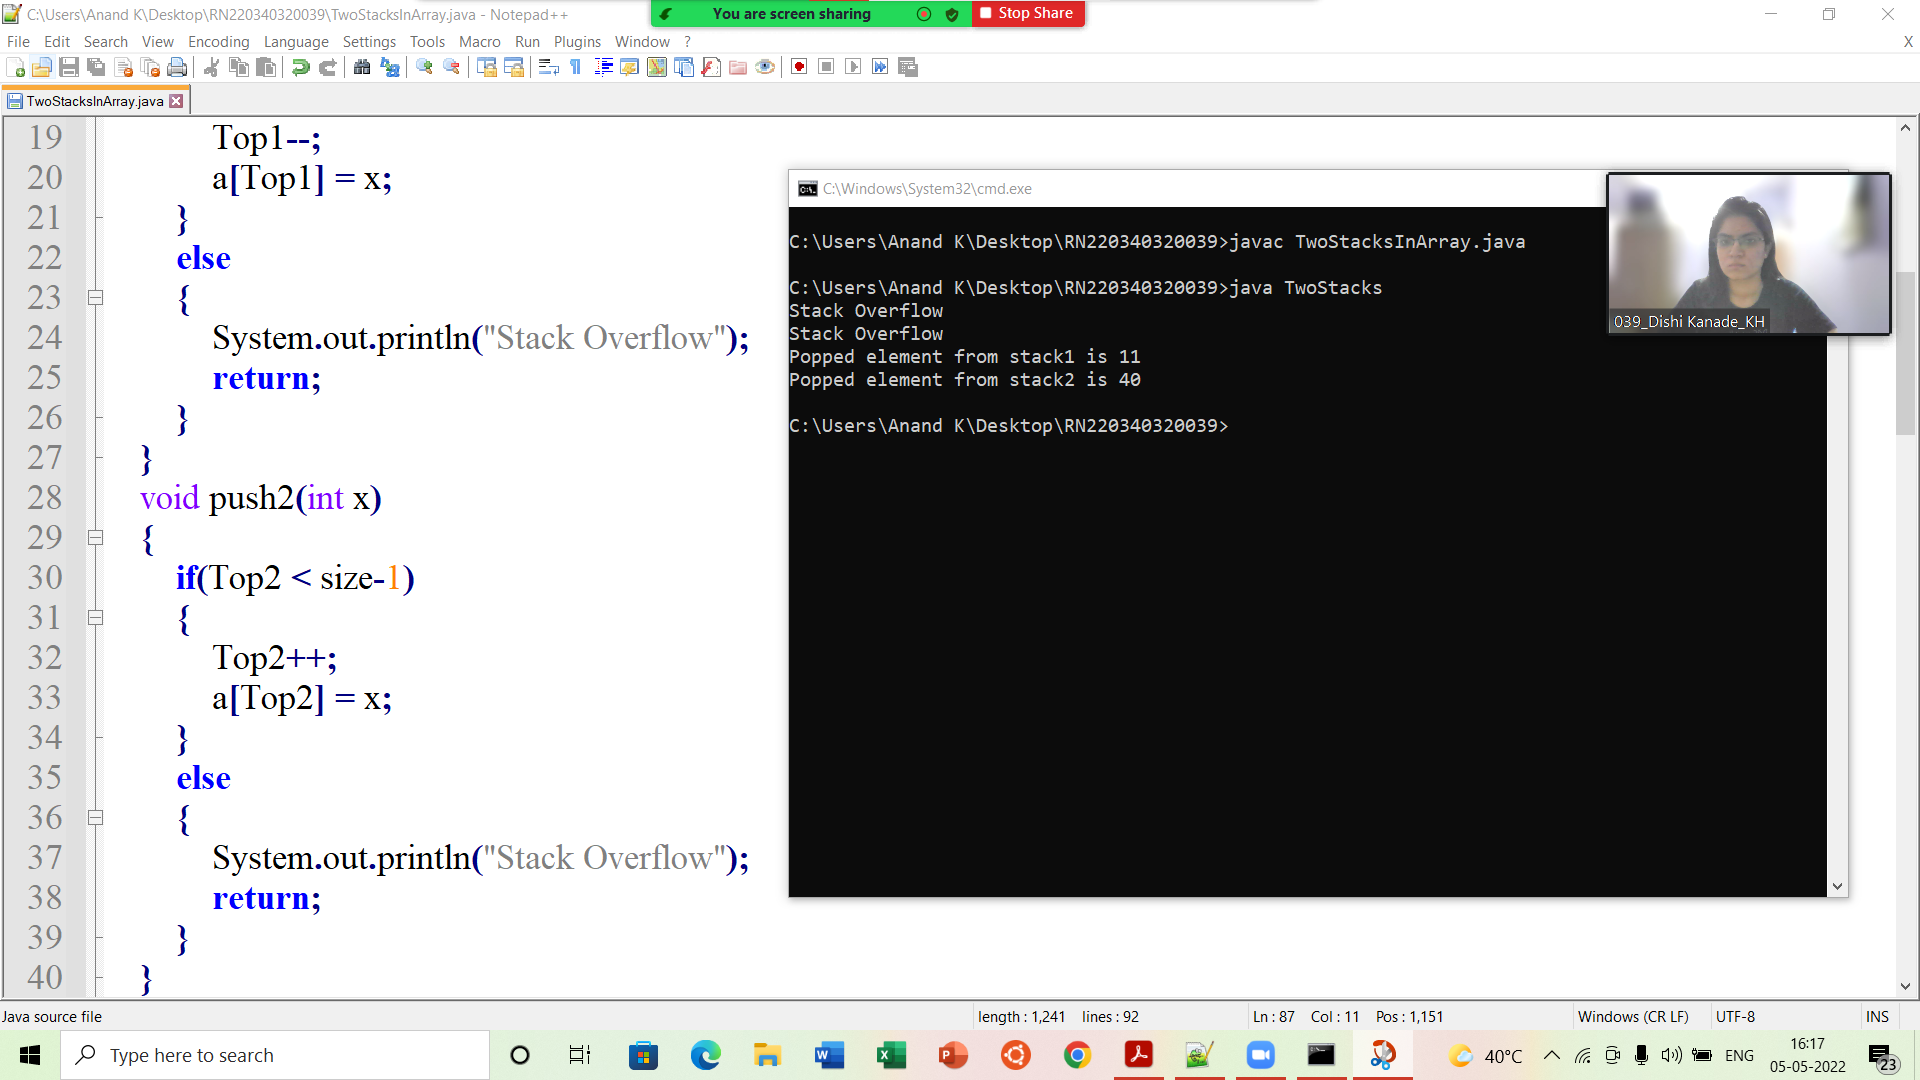 C:\Users\Anand K\Desktop\RN220340320039\TwoStacksInArray.java - Notepad++
You are screen sharing
Stop Share
File Edit Search View Encoding Language Settings Tools Macro Run Plugins Window ?
X
TwoStacksInArray.java
19 Top1--;
20 a[Top1] = x;
21 }
22 else
23 {
24 System.out.println("Stack Overflow");
25 return;
26 }
27 }
28 void push2(int x)
29 {
30 if(Top2 < size-1)
31 {
32 Top2++;
33 a[Top2] = x;
34 }
35 else
36 {
37 System.out.println("Stack Overflow");
38 return;
39 }
40 }
C:\Windows\System32\cmd.exe
C:\Users\Anand K\Desktop\RN220340320039>javac TwoStacksInArray.java
C:\Users\Anand K\Desktop\RN220340320039>java TwoStacks
Stack Overflow
Stack Overflow
Popped element from stack1 is 11
Popped element from stack2 is 40
C:\Users\Anand K\Desktop\RN220340320039>
039_Dishi Kanade_KH
Java source file
length : 1,241 lines : 92
Ln : 87 Col : 11 Pos : 1,151
Windows (CR LF)
UTF-8
INS
Type here to search
40°C
ENG
16:17
05-05-2022
23